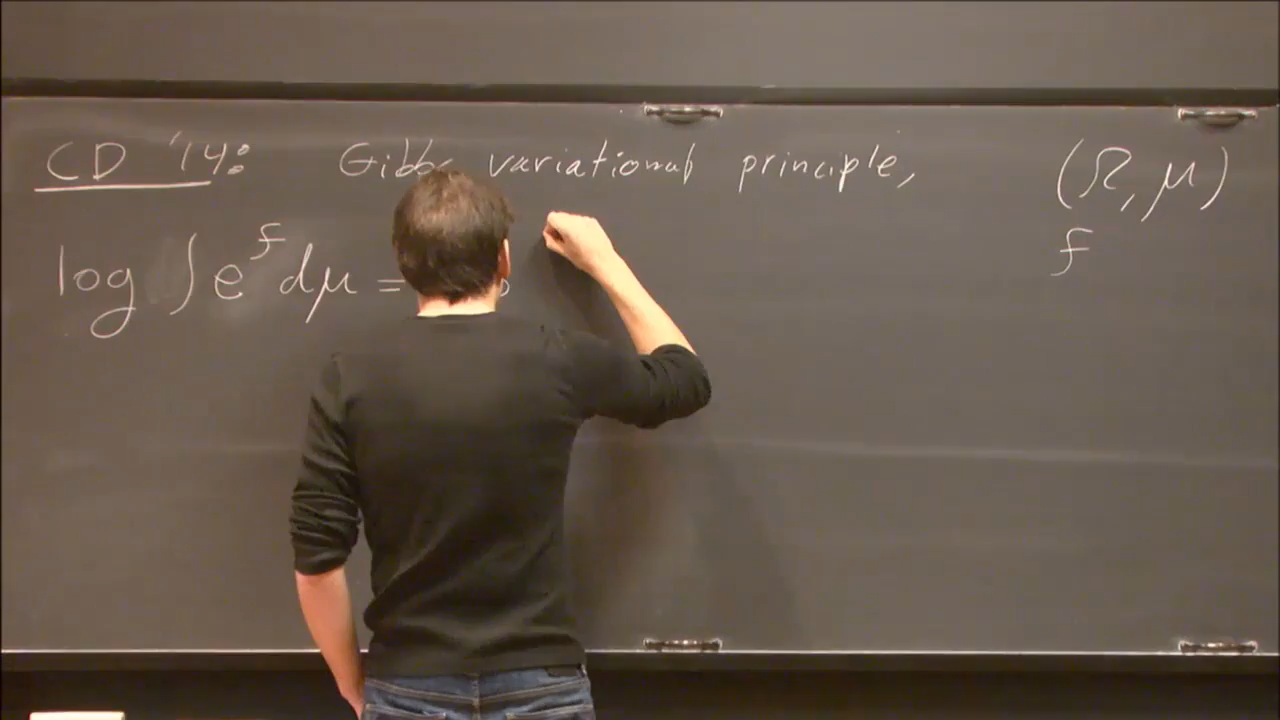 CD '14: Gibbs variational principle, (Ω, μ)
log ∫ e^f dμ = f